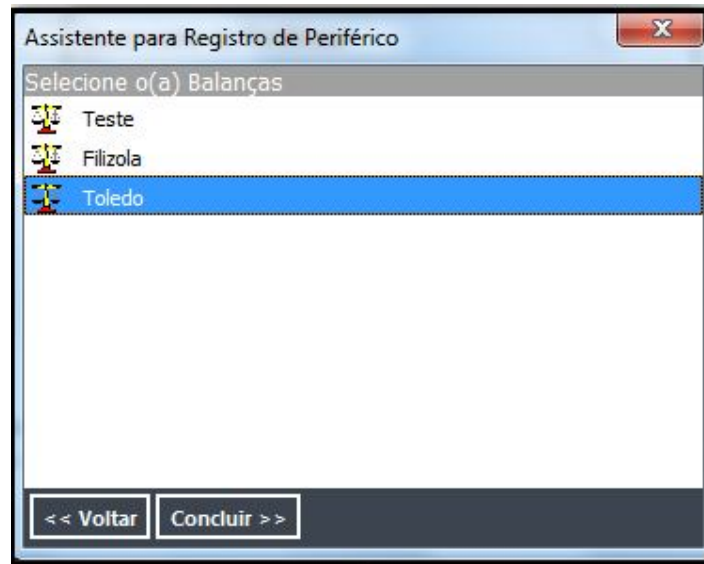 Assistente para Registro de Periférico
Selecione o(a) Balanças
Teste
Filizola
Toledo
<< Voltar
Concluir >>